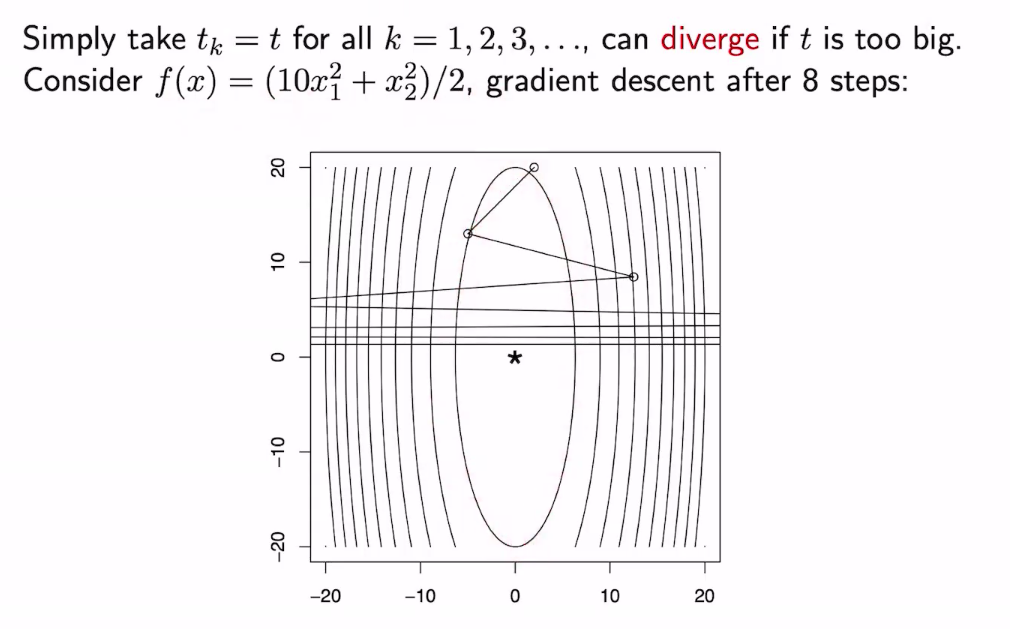 Simply take t_k = t for all k = 1, 2, 3, . . ., can diverge if t is too big.
Consider f(x) = (10x_1^2 + x_2^2)/2, gradient descent after 8 steps:
20
10
0
*
−10
−20
−20 −10 0 10 20